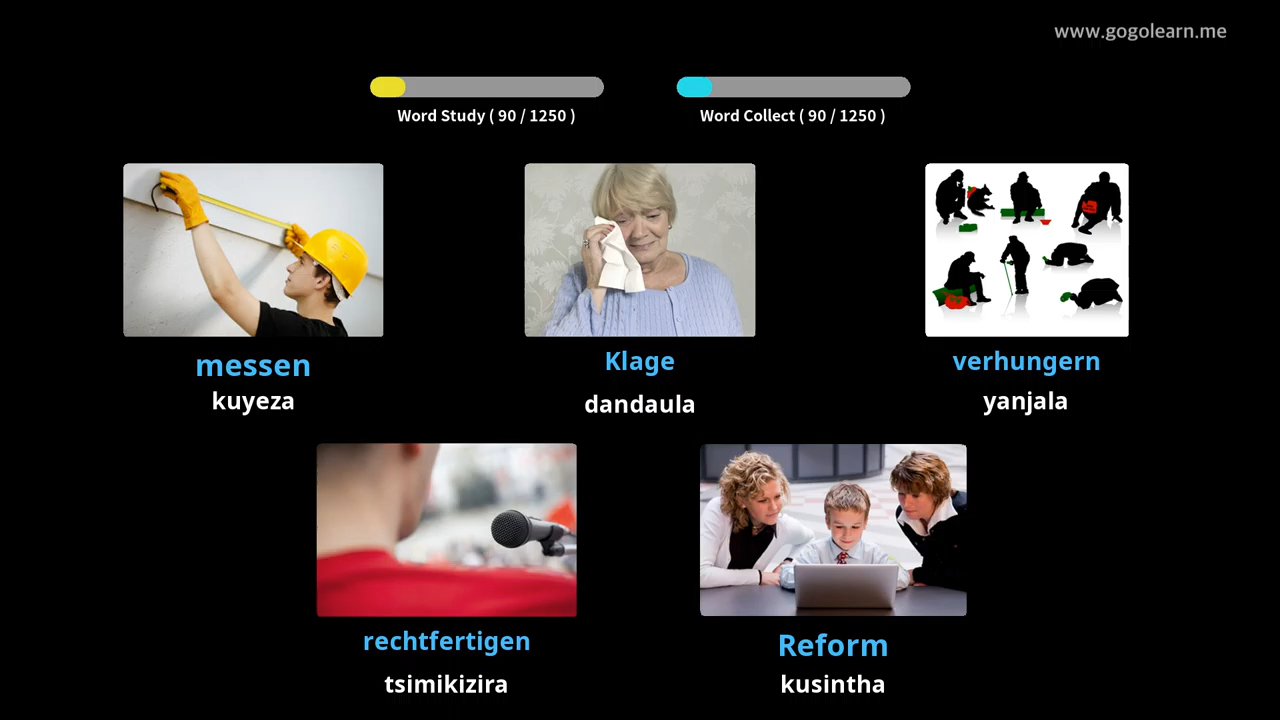 www.gogolearn.me
Word Study ( 90 / 1250 )
Word Collect ( 90 / 1250 )
messen
kuyeza
Klage
dandaula
verhungern
yanjala
rechtfertigen
tsimikizira
Reform
kusintha